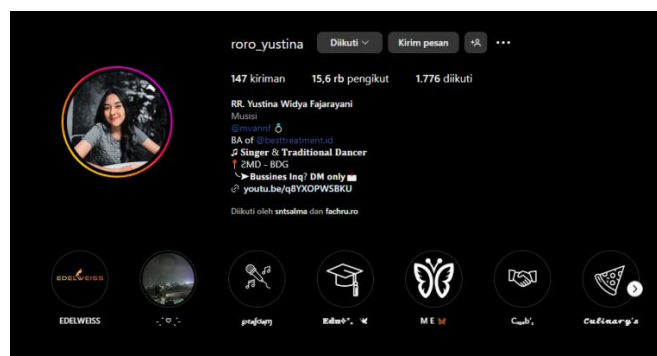 roro_yustina Diikuti Kirim pesan
147 kiriman 15,6 rb pengikut 1.776 diikuti
RR. Yustina Widya Fajarayani
Musisi
@mvannf
BA of @besttreatment.id
Singer & Traditional Dancer
ƧMD - BDG
Bussines Inq? DM only
youtu.be/q8YXOPWSBKU
Diikuti oleh sntsalma dan fachru.ro
EDELWEISS
EDELWEISS M E Culinary's